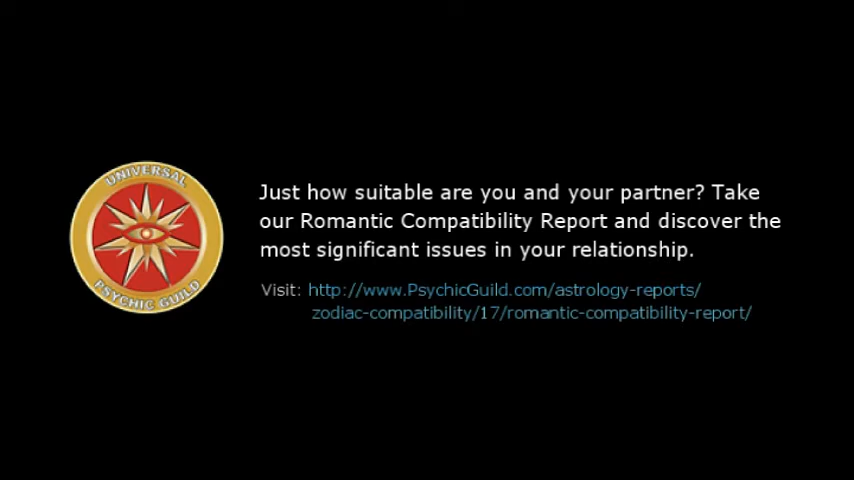 UNIVERSAL
PSYCHIC GUILD
Just how suitable are you and your partner? Take
our Romantic Compatibility Report and discover the
most significant issues in your relationship.
Visit: http://www.PsychicGuild.com/astrology-reports/
zodiac-compatibility/17/romantic-compatibility-report/